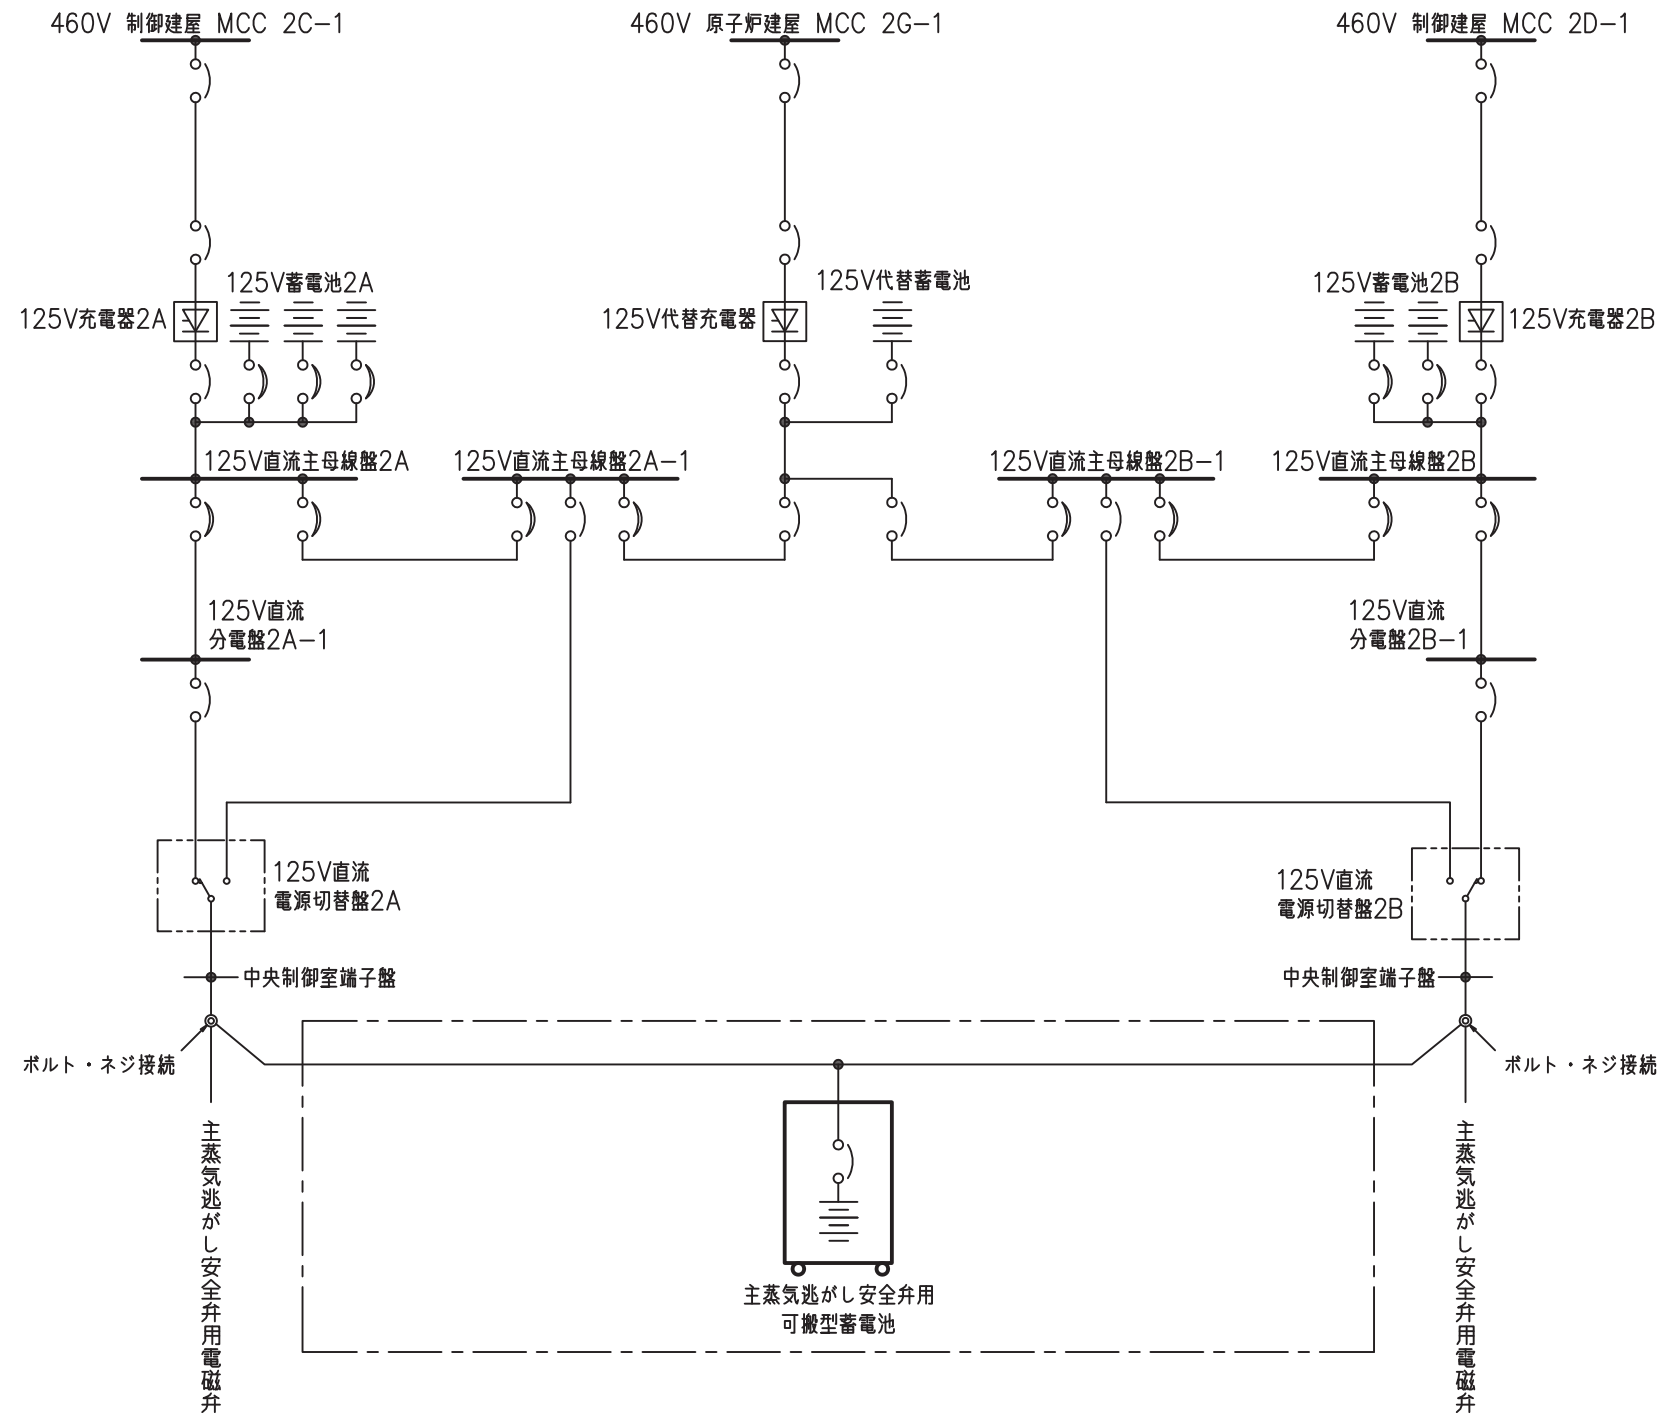 460V 制御建屋 MCC 2C−1
460V 原子炉建屋 MCC 2G−1
460V 制御建屋 MCC 2D−1
125V蓄電池2A
125V代替蓄電池
125V蓄電池2B
125V充電器2A
125V代替充電器
125V充電器2B
125V直流主母線盤2A
125V直流主母線盤2A−1
125V直流主母線盤2B−1
125V直流主母線盤2B
125V直流
分電盤2A−1
125V直流
分電盤2B−1
125V直流
電源切替盤2A
125V直流
電源切替盤2B
中央制御室端子盤
中央制御室端子盤
ボルト・ネジ接続
ボルト・ネジ接続
主蒸気逃がし安全弁用電磁弁
主蒸気逃がし安全弁用
可搬型蓄電池
主蒸気逃がし安全弁用電磁弁